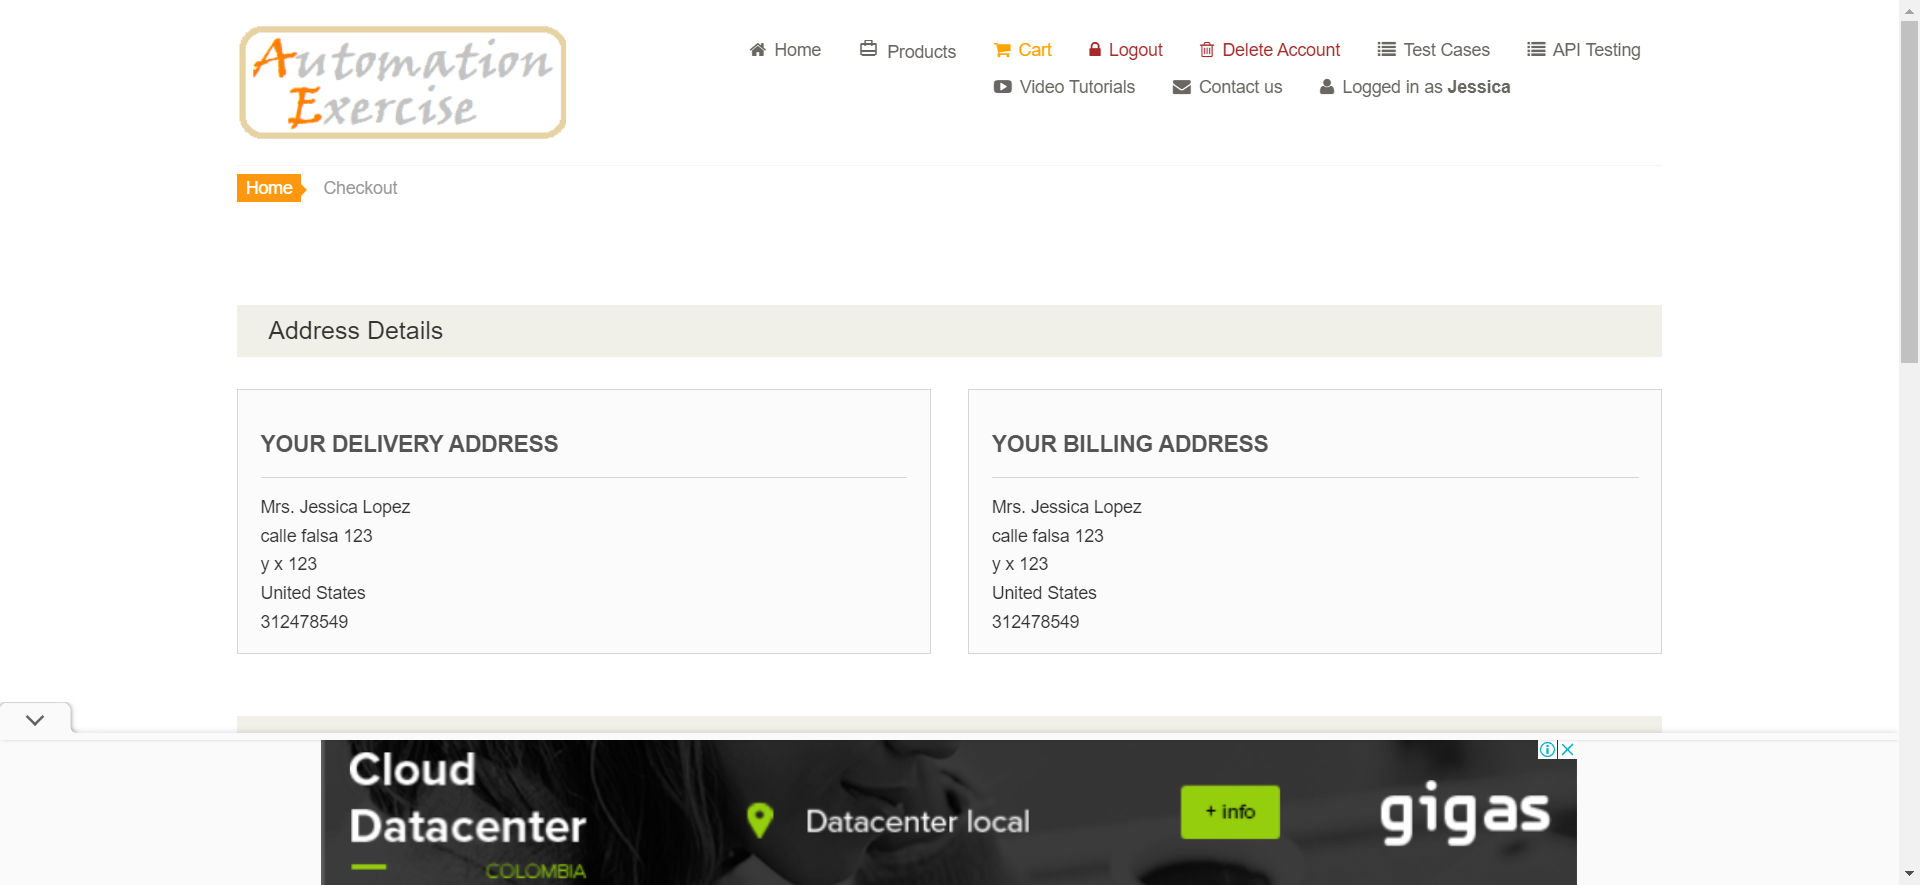 Automation
Exercise
Home
Products
Cart
Logout
Delete Account
Test Cases
API Testing
Video Tutorials
Contact us
Logged in as Jessica
Home
Checkout
Address Details
YOUR DELIVERY ADDRESS
Mrs. Jessica Lopez
calle falsa 123
y x 123
United States
312478549
YOUR BILLING ADDRESS
Mrs. Jessica Lopez
calle falsa 123
y x 123
United States
312478549
Cloud
Datacenter
COLOMBIA
Datacenter local
+ info
gigas